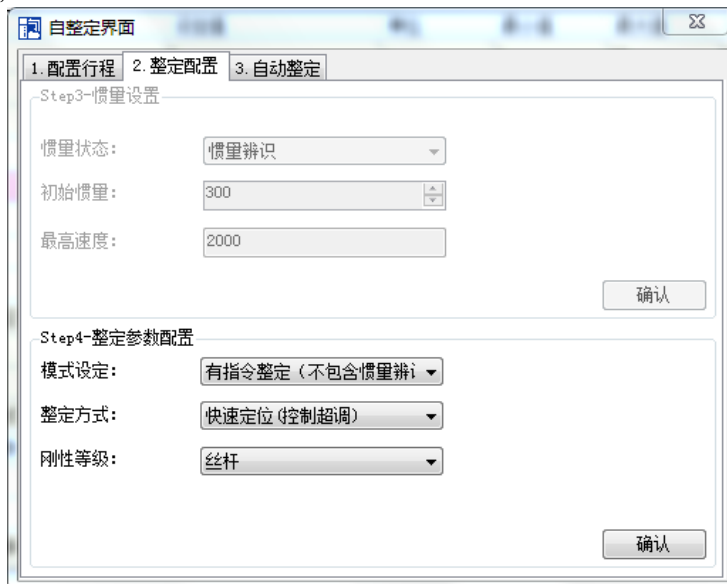 自整定界面
1.配置行程 2.整定配置 3.自动整定
Step3-惯量设置
惯量状态: 惯量辨识
初始惯量: 300
最高速度: 2000
确认
Step4-整定参数配置
模式设定: 有指令整定(不包含惯量辨
整定方式: 快速定位(控制超调)
刚性等级: 丝杆
确认